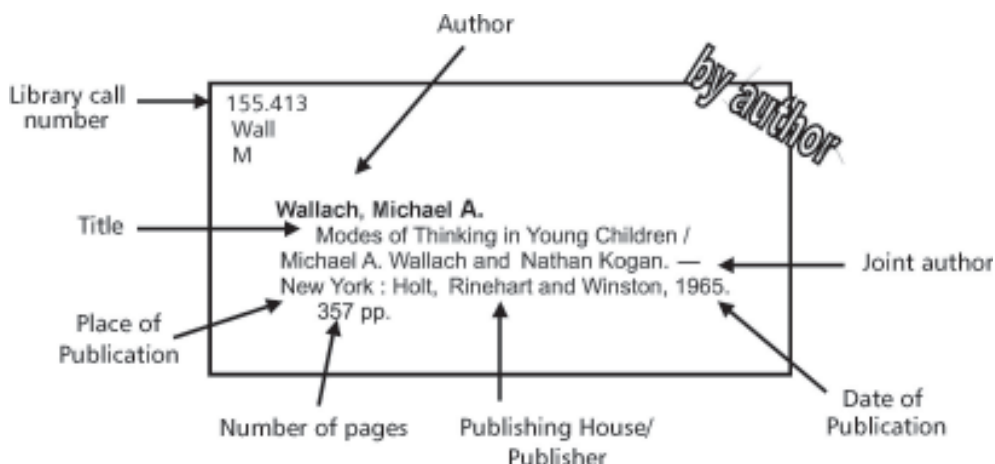 Author
by author
Library call
number
155.413
Wall
M
Wallach, Michael A.
Title
Modes of Thinking in Young Children /
Michael A. Wallach and Nathan Kogan. —
Joint author
New York : Holt, Rinehart and Winston, 1965.
357 pp.
Place of
Publication
Number of pages
Publishing House/
Publisher
Date of
Publication